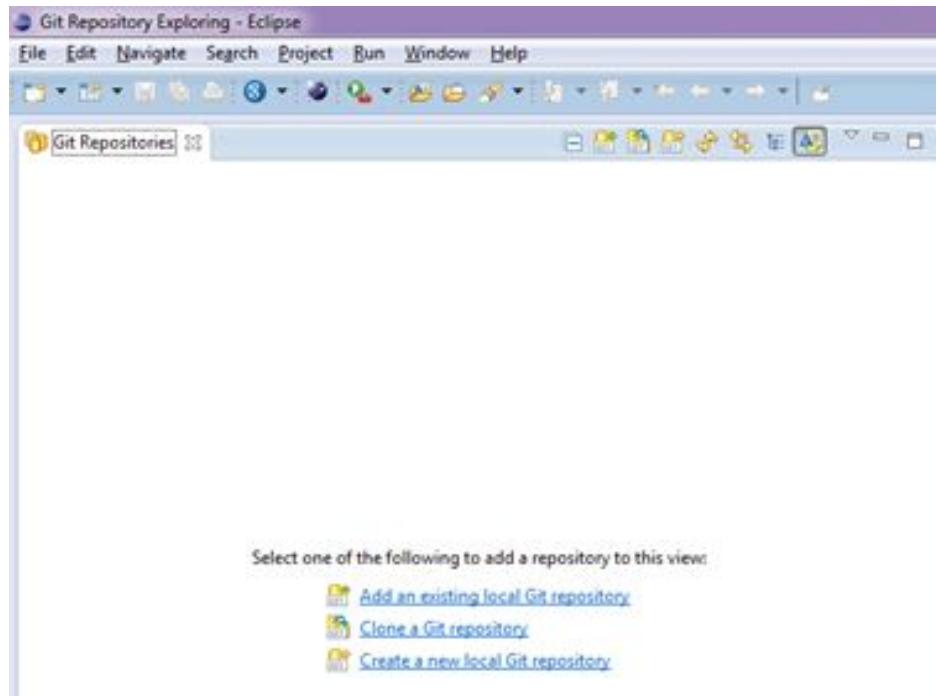 Git Repository Exploring - Eclipse
File Edit Navigate Search Project Run Window Help
Git Repositories
Select one of the following to add a repository to this view:
Add an existing local Git repository
Clone a Git repository
Create a new local Git repository